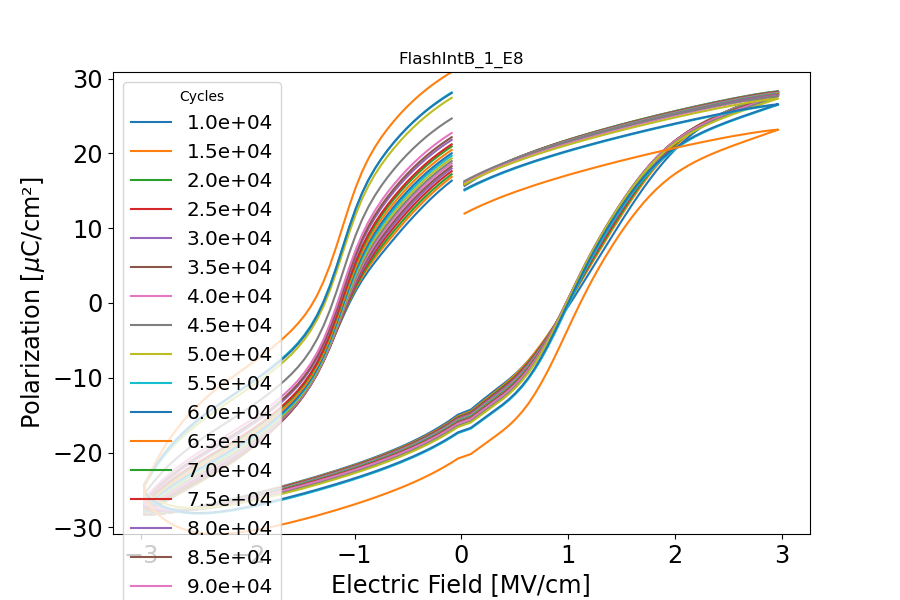 FlashIntB_1_E8
Polarization [μC/cm²]
30
20
10
0
−10
−20
−30
Cycles
1.0e+04
1.5e+04
2.0e+04
2.5e+04
3.0e+04
3.5e+04
4.0e+04
4.5e+04
5.0e+04
5.5e+04
6.0e+04
6.5e+04
7.0e+04
7.5e+04
8.0e+04
8.5e+04
9.0e+04
−3 −2 −1 0 1 2 3
Electric Field [MV/cm]